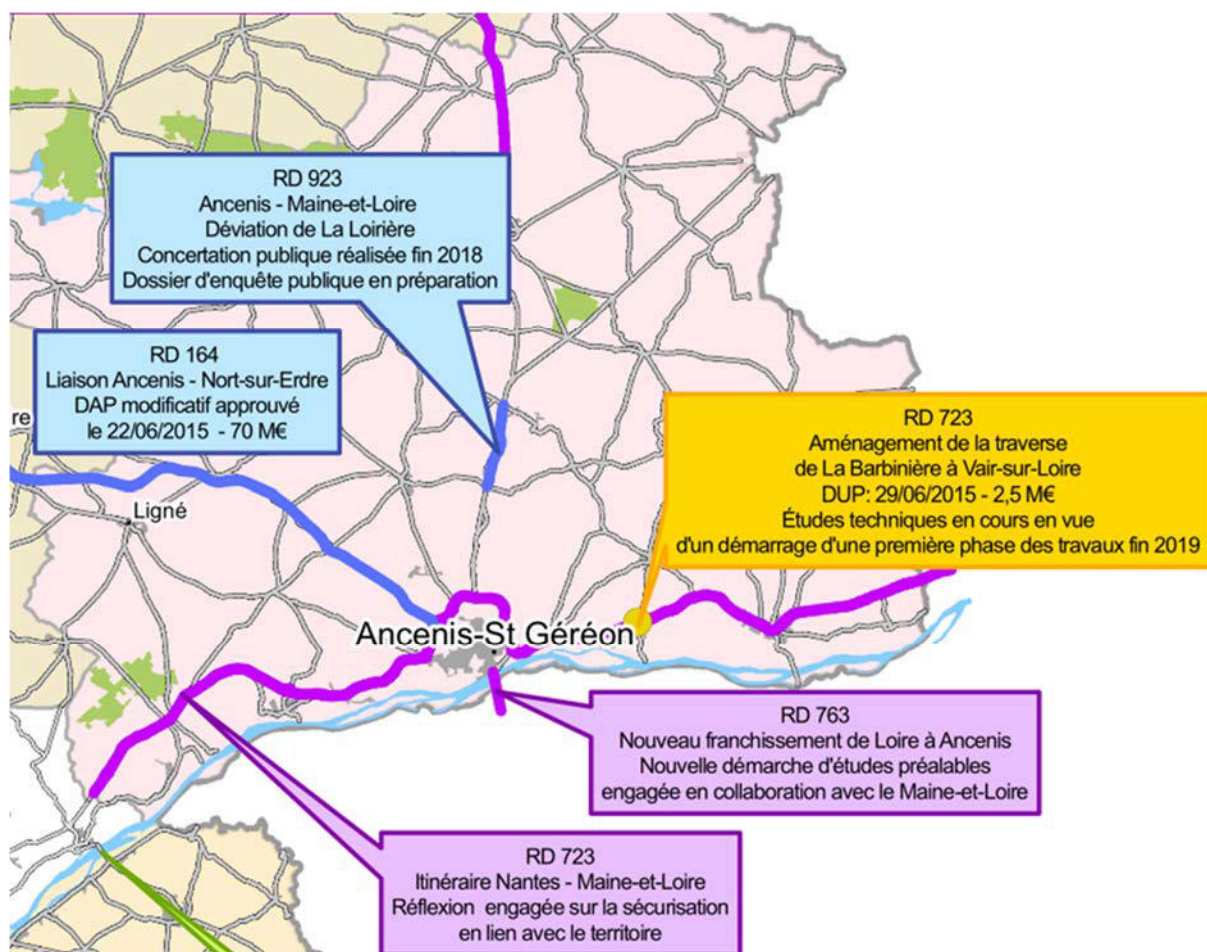 RD 923
Ancenis - Maine-et-Loire
Déviation de La Loirière
Concertation publique réalisée fin 2018
Dossier d'enquête publique en préparation
RD 164
Liaison Ancenis - Nort-sur-Erdre
DAP modificatif approuvé
le 22/06/2015 - 70 M€
re
Ligné
RD 723
Aménagement de la traverse
de La Barbinière à Vair-sur-Loire
DUP: 29/06/2015 - 2,5 M€
Études techniques en cours en vue
d'un démarrage d'une première phase des travaux fin 2019
Ancenis-St Géréon
RD 763
Nouveau franchissement de Loire à Ancenis
Nouvelle démarche d'études préalables
engagée en collaboration avec le Maine-et-Loire
RD 723
Itinéraire Nantes - Maine-et-Loire
Réflexion engagée sur la sécurisation
en lien avec le territoire